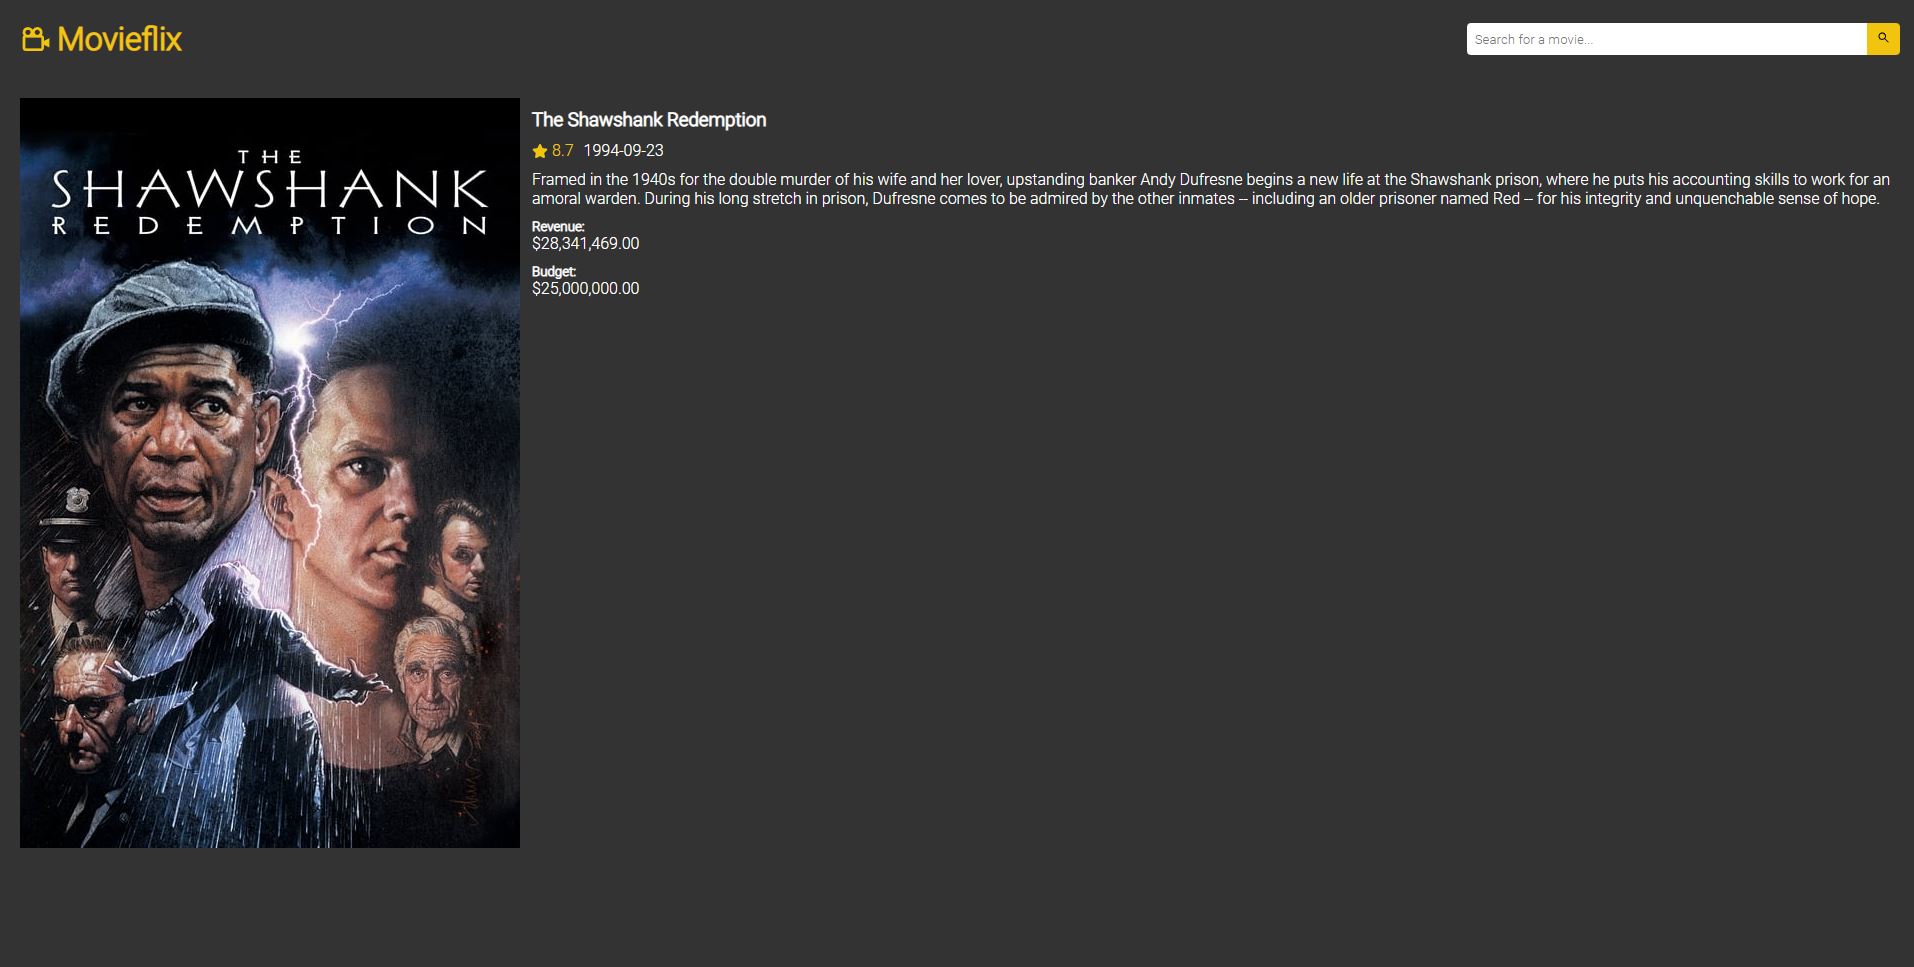 Movieflix
Search for a movie...
THE
SHAWSHANK
REDEMPTION
The Shawshank Redemption
8.7 1994-09-23
Framed in the 1940s for the double murder of his wife and her lover, upstanding banker Andy Dufresne begins a new life at the Shawshank prison, where he puts his accounting skills to work for an
amoral warden. During his long stretch in prison, Dufresne comes to be admired by the other inmates -- including an older prisoner named Red -- for his integrity and unquenchable sense of hope.
Revenue:
$28,341,469.00
Budget:
$25,000,000.00